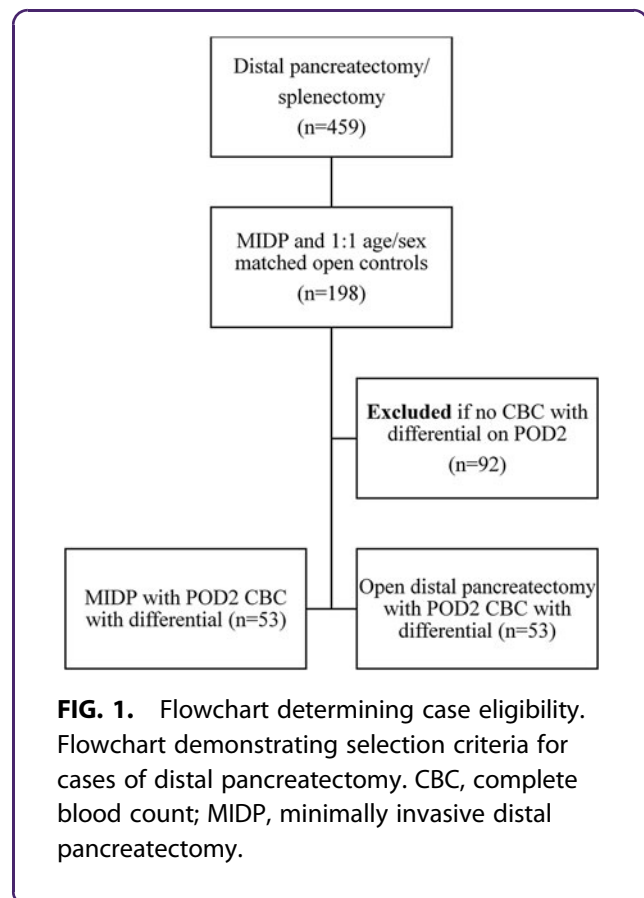 Distal pancreatectomy/
splenectomy
(n=459)
MIDP and 1:1 age/sex
matched open controls
(n=198)
Excluded if no CBC with
differential on POD2
(n=92)
MIDP with POD2 CBC
with differential (n=53)
Open distal pancreatectomy
with POD2 CBC with
differential (n=53)
FIG. 1. Flowchart determining case eligibility.
Flowchart demonstrating selection criteria for
cases of distal pancreatectomy. CBC, complete
blood count; MIDP, minimally invasive distal
pancreatectomy.